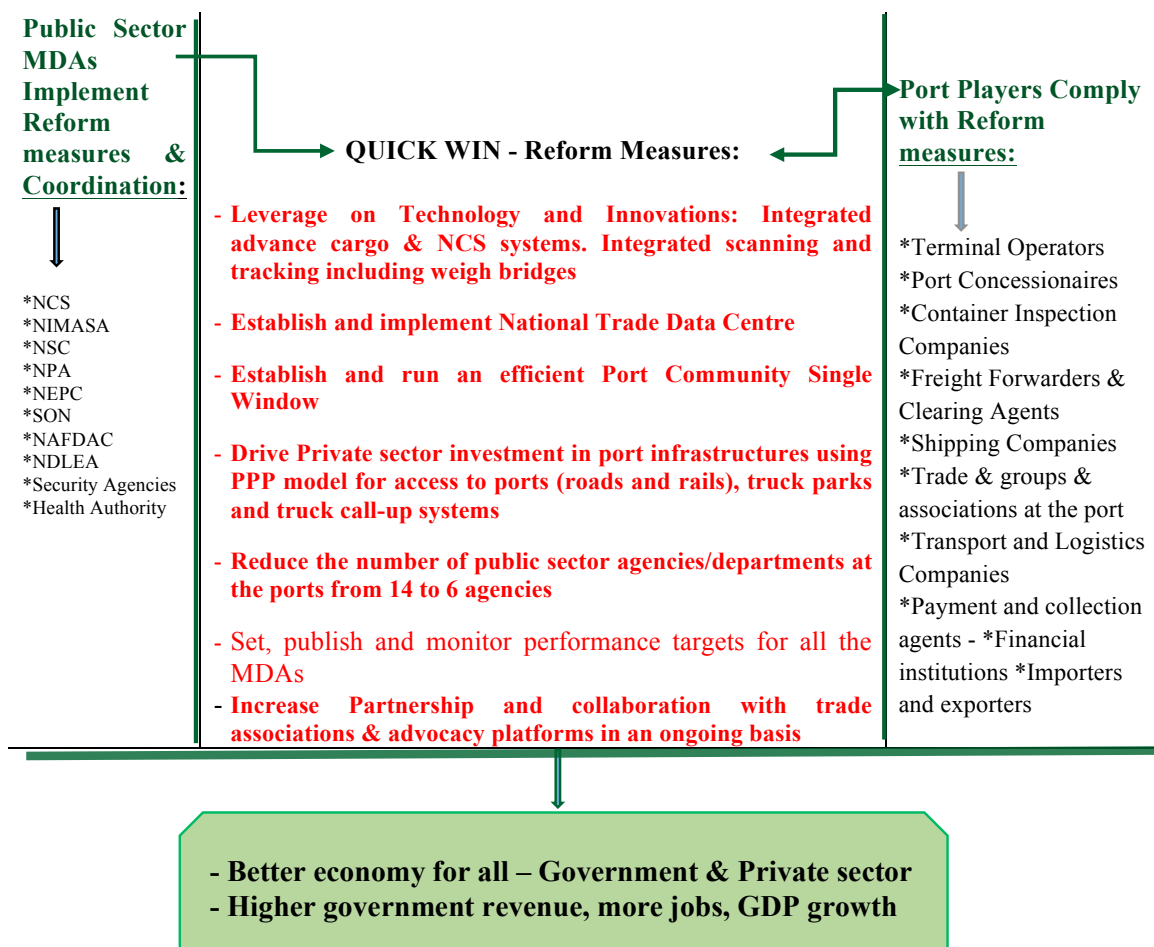 Public Sector
MDAs
Implement
Reform
measures &
Coordination:
*NCS
*NIMASA
*NSC
*NPA
*NEPC
*SON
*NAFDAC
*NDLEA
*Security Agencies
*Health Authority
QUICK WIN - Reform Measures:
- Leverage on Technology and Innovations: Integrated
advance cargo & NCS systems. Integrated scanning and
tracking including weigh bridges
- Establish and implement National Trade Data Centre
- Establish and run an efficient Port Community Single
Window
- Drive Private sector investment in port infrastructures using
PPP model for access to ports (roads and rails), truck parks
and truck call-up systems
- Reduce the number of public sector agencies/departments at
the ports from 14 to 6 agencies
- Set, publish and monitor performance targets for all the
MDAs
- Increase Partnership and collaboration with trade
associations & advocacy platforms in an ongoing basis
Port Players Comply
with Reform
measures:
*Terminal Operators
*Port Concessionaires
*Container Inspection
Companies
*Freight Forwarders &
Clearing Agents
*Shipping Companies
*Trade & groups &
associations at the port
*Transport and Logistics
Companies
*Payment and collection
agents - *Financial
institutions *Importers
and exporters
- Better economy for all – Government & Private sector
- Higher government revenue, more jobs, GDP growth